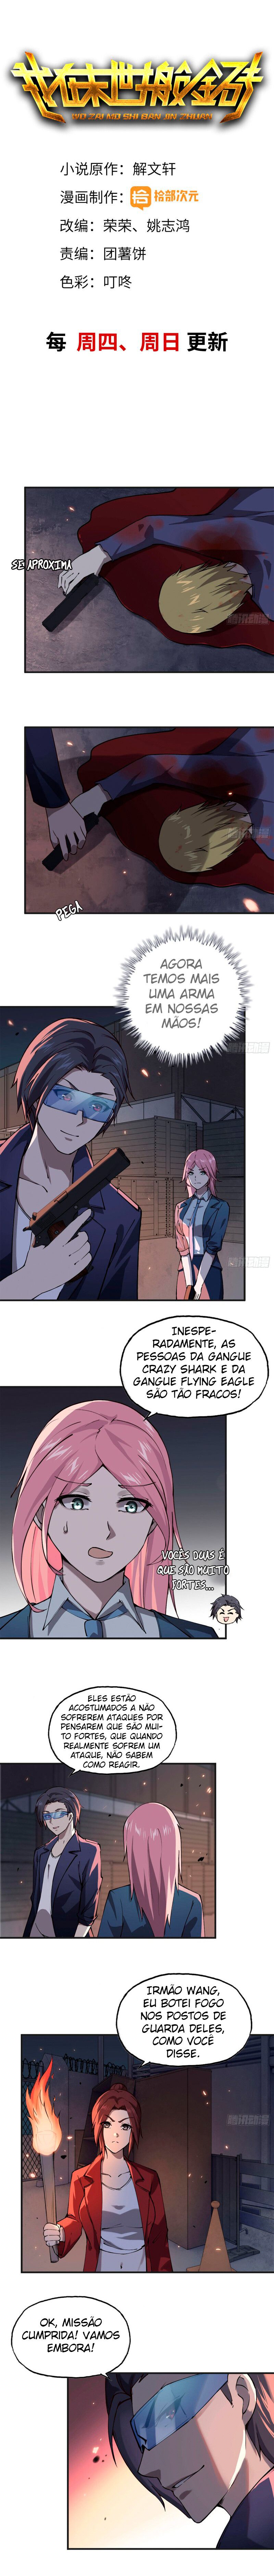 我在末世搬金砖
WO ZAI MO SHI BAN JIN ZHUAN
小说原作：解文轩
漫画制作：拾部次元
改编：荣荣、姚志鸿
责编：团薯饼
色彩：叮咚
每 周四、周日 更新
SE APROXIMA
PEGA
AGORA
TEMOS MAIS
UMA ARMA
EM NOSSAS
MÃOS!
INESPE-
RADAMENTE, AS
PESSOAS DA GANGUE
CRAZY SHARK E DA
GANGUE FLYING EAGLE
SÃO TÃO FRACOS!
VOCÊS DUAS É
QUE SÃO MUITO
FORTES...
ELES ESTÃO
ACOSTUMADOS A NÃO
SOFREREM ATAQUES POR
PENSAREM QUE SÃO MUI-
TO FORTES, QUE QUANDO
REALMENTE SOFREM UM
ATAQUE, NÃO SABEM
COMO REAGIR.
IRMÃO WANG,
EU BOTEI FOGO
NOS POSTOS DE
GUARDA DELES,
COMO VOCÊ
DISSE.
OK, MISSÃO
CUMPRIDA! VAMOS
EMBORA!